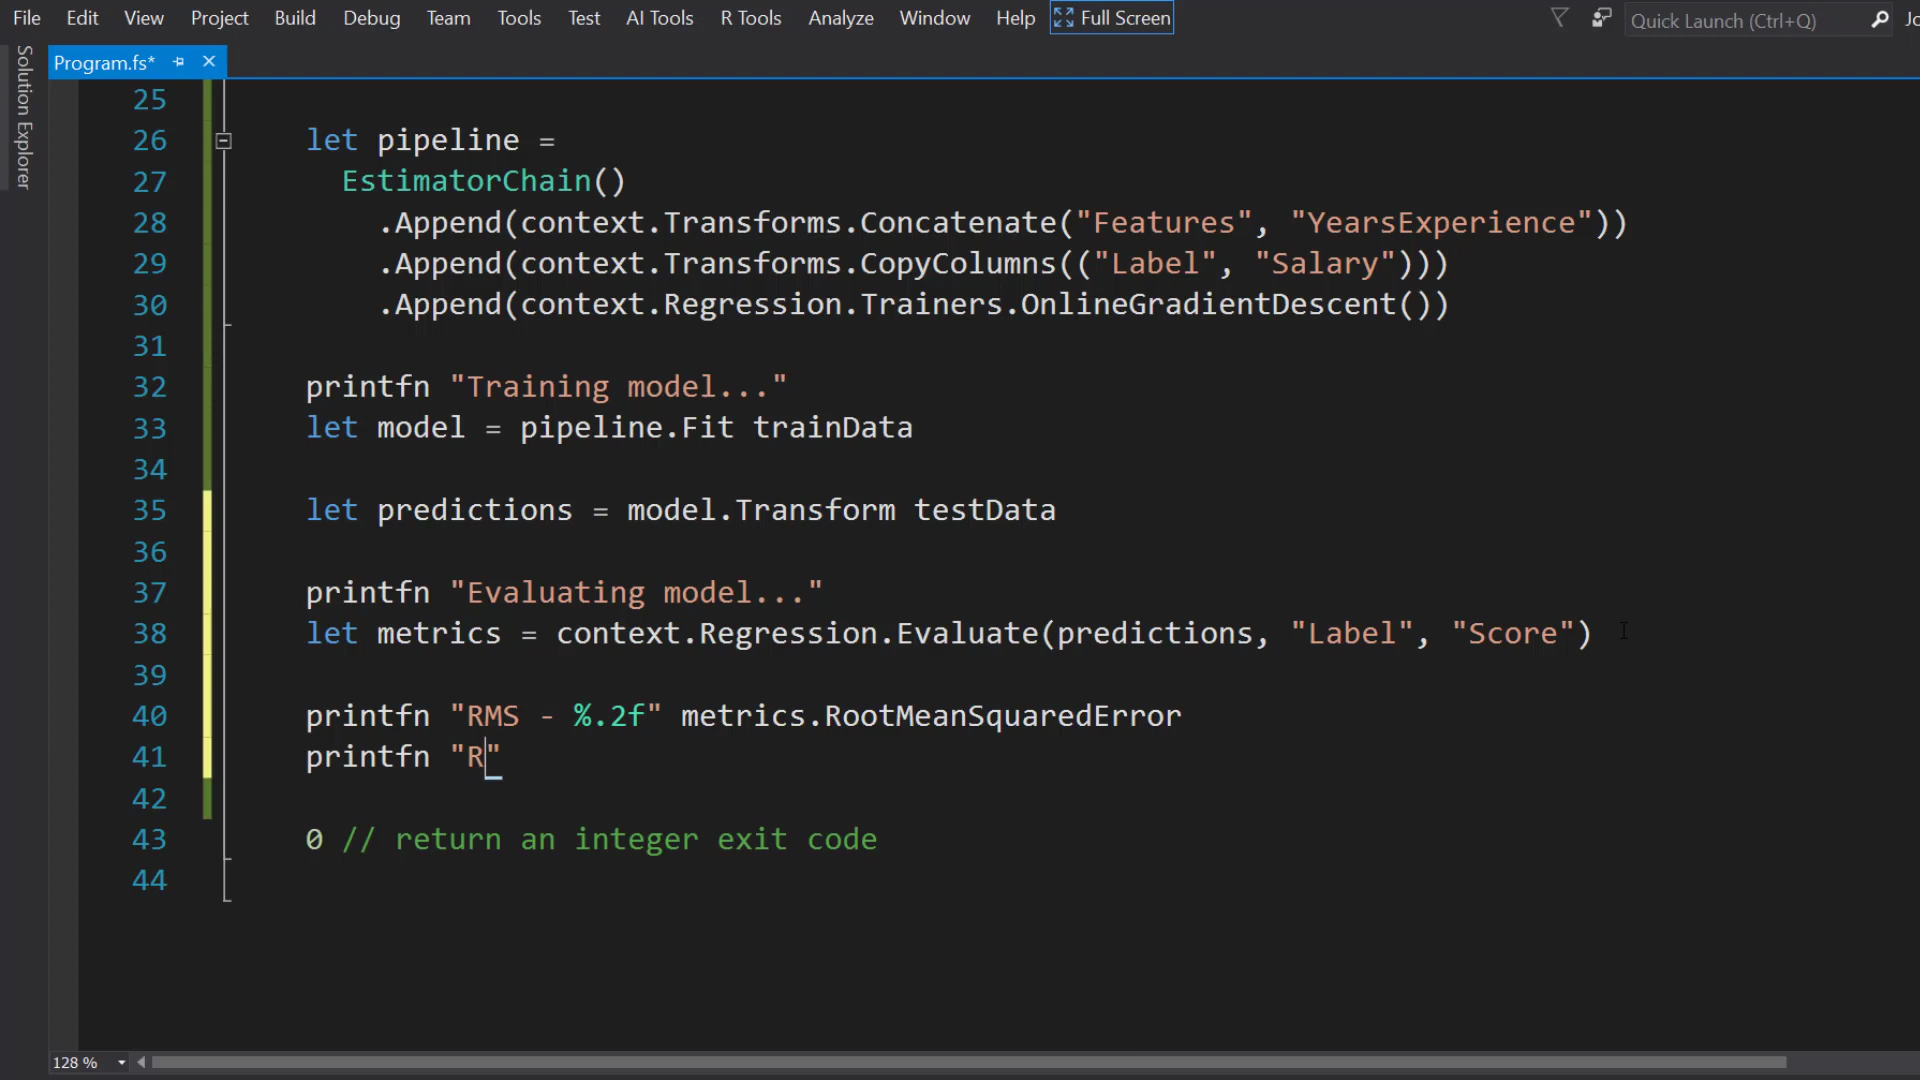 File Edit View Project Build Debug Team Tools Test AI Tools R Tools Analyze Window Help Full Screen Quick Launch (Ctrl+Q) Jo
Solution Explorer
Program.fs*
25
26 let pipeline =
27 EstimatorChain()
28 .Append(context.Transforms.Concatenate("Features", "YearsExperience"))
29 .Append(context.Transforms.CopyColumns(("Label", "Salary")))
30 .Append(context.Regression.Trainers.OnlineGradientDescent())
31
32 printfn "Training model..."
33 let model = pipeline.Fit trainData
34
35 let predictions = model.Transform testData
36
37 printfn "Evaluating model..."
38 let metrics = context.Regression.Evaluate(predictions, "Label", "Score")
39
40 printfn "RMS - %.2f" metrics.RootMeanSquaredError
41 printfn "R"
42
43 0 // return an integer exit code
44
128 %